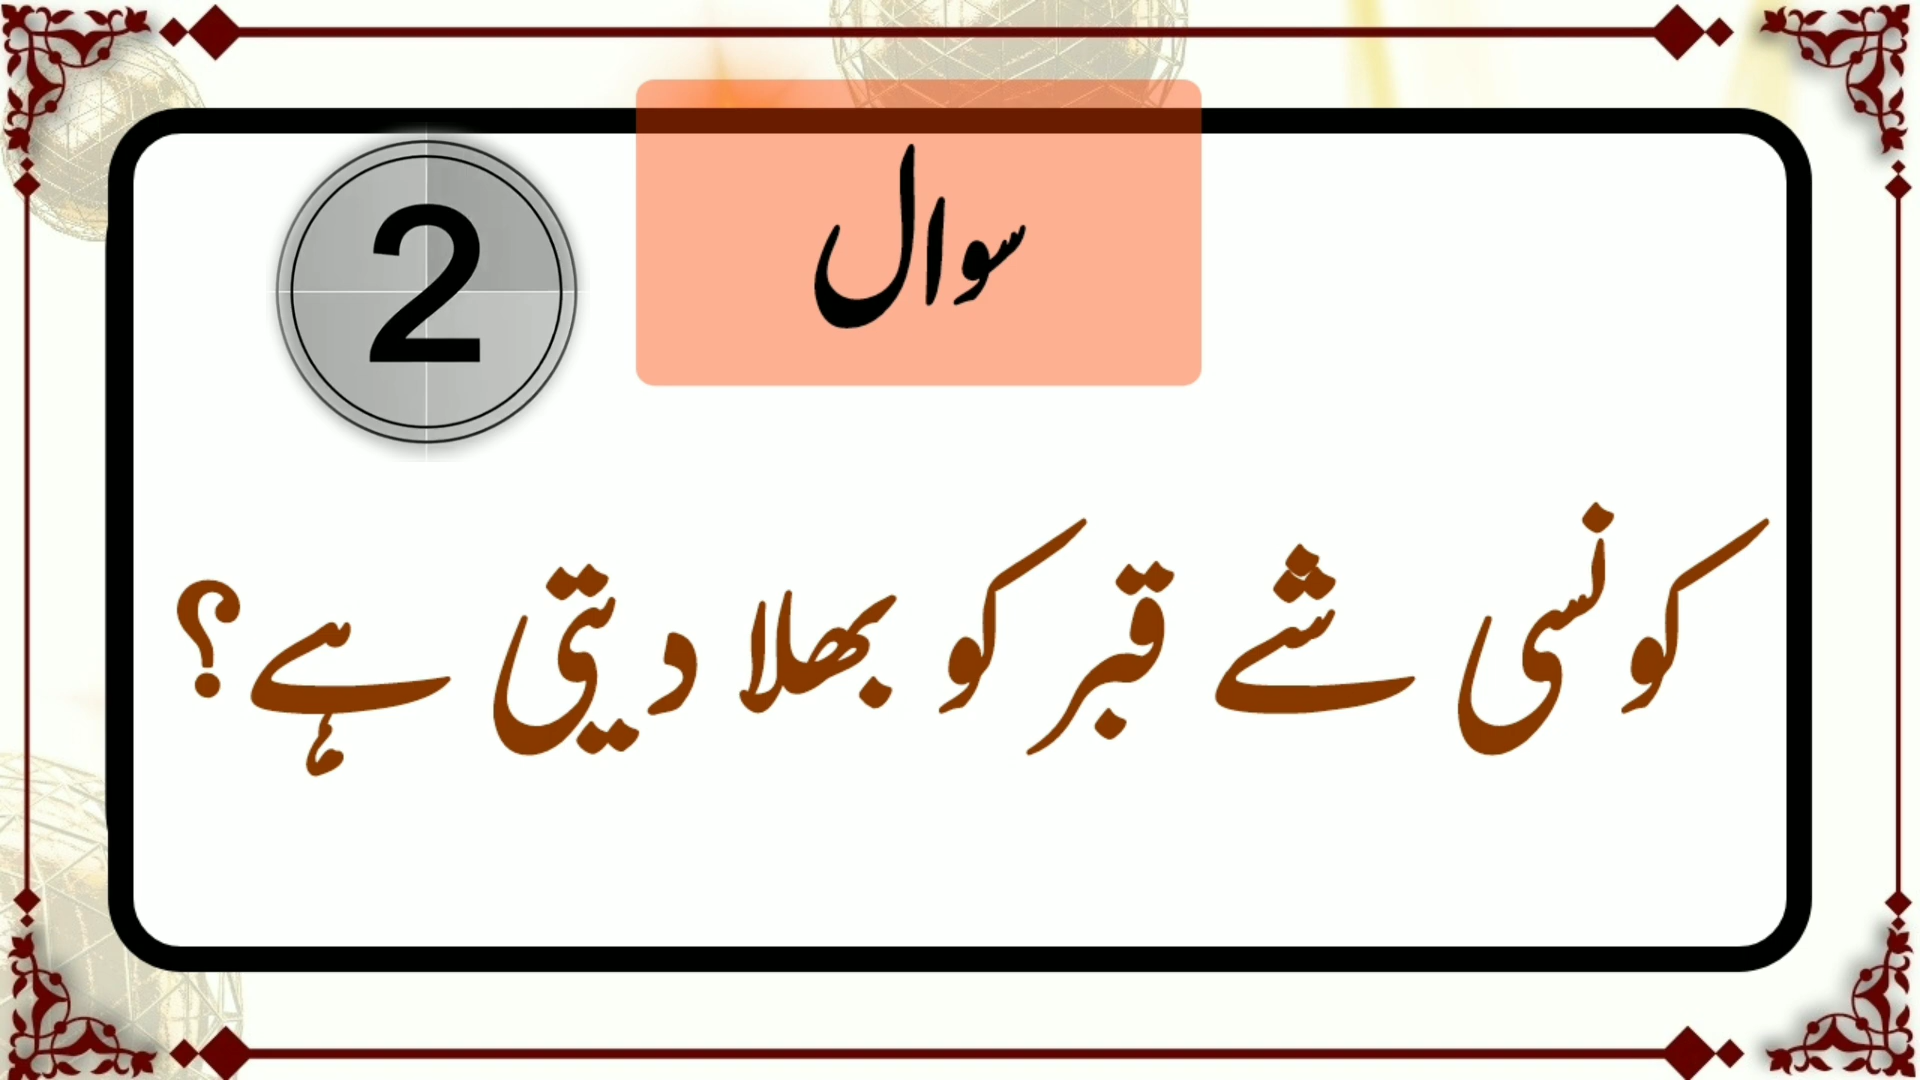 سوال
2
کونسی شے قبر کو بھلا دیتی ہے؟